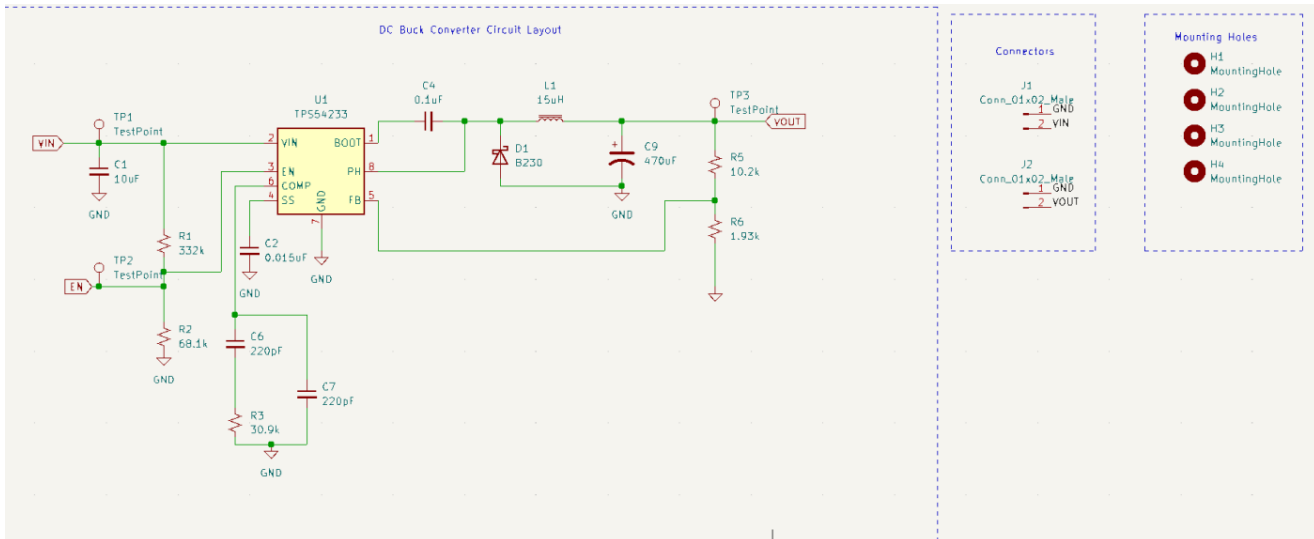 DC Buck Converter Circuit Layout
TP1
TestPoint
VIN
C1
10uF
GND
R1
332k
TP2
TestPoint
EN
R2
68.1k
GND
U1
TPS54233
2
VIN
3
EN
6
COMP
4
SS
BOOT
1
PH
8
FB
5
GND
7
GND
C2
0.015uF
GND
C6
220pF
C7
220pF
R3
30.9k
GND
C4
0.1uF
L1
15uH
D1
B230
+
C9
470uF
GND
TP3
TestPoint
VOUT
R5
10.2k
R6
1.93k
Connectors
J1
Conn_01x02_Male
1 GND
2 VIN
J2
Conn_01x02_Male
1 GND
2 VOUT
Mounting Holes
H1
MountingHole
H2
MountingHole
H3
MountingHole
H4
MountingHole